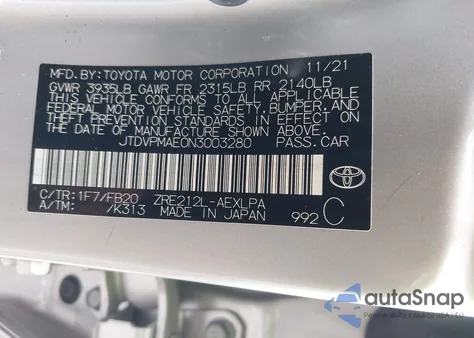 MFD.BY:TOYOTA MOTOR CORPORATION 11/21
GVWR 3935LB GAWR FR 2315LB RR 2140LB
THIS VEHICLE CONFORMS TO ALL APPLICABLE
FEDERAL MOTOR VEHICLE SAFETY,BUMPER,AND
THEFT PREVENTION STANDARDS IN EFFECT ON
THE DATE OF MANUFACTURE SHOWN ABOVE.
JTDVPMAE0N3003280 PASS.CAR
C/TR:1F7/FB20 ZRE212L-AEXLPA
A/TM: /K313 MADE IN JAPAN 992 C
autoSnap